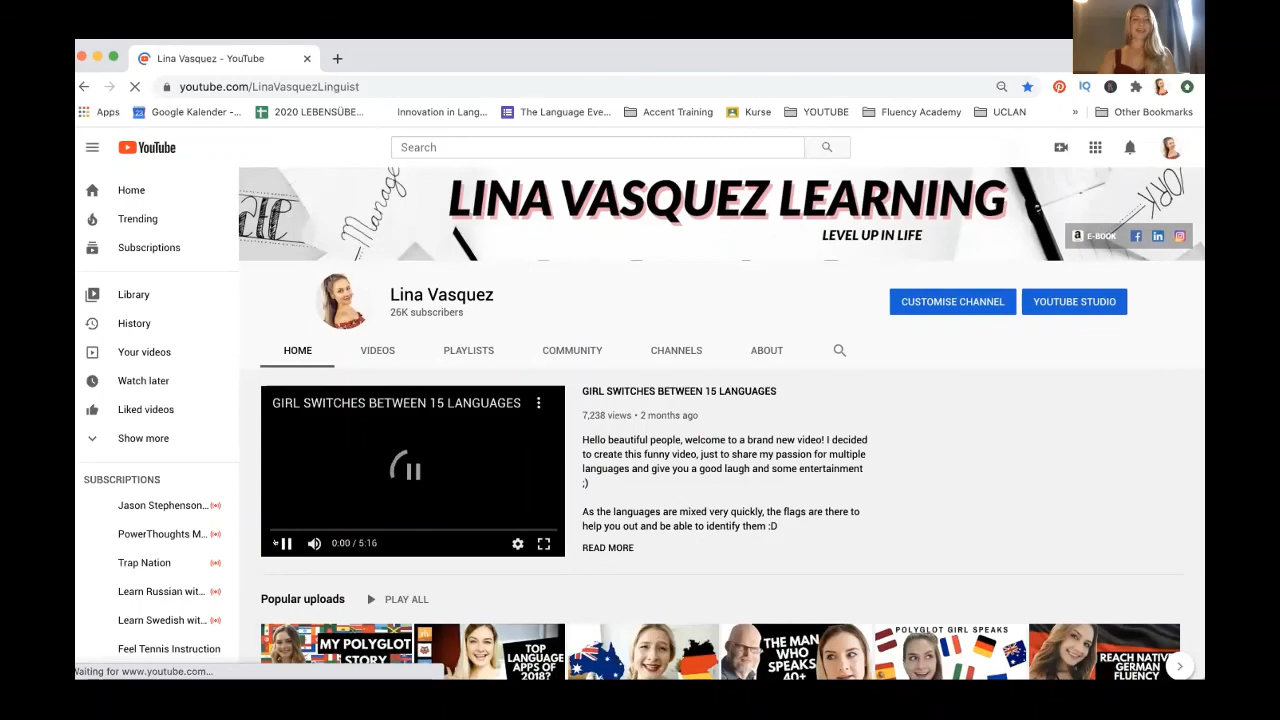 Lina Vasquez - YouTube
youtube.com/LinaVasquezLinguist
Apps
Google Kalender -...
2020 LEBENSÜBE...
Innovation in Lang...
The Language Eve...
Accent Training
Kurse
YOUTUBE
Fluency Academy
UCLAN
»
Other Bookmarks
YouTube
Search
Home
Trending
Subscriptions
Library
History
Your videos
Watch later
Liked videos
Show more
SUBSCRIPTIONS
Jason Stephenson...
PowerThoughts M...
Trap Nation
Learn Russian wit...
Learn Swedish wit...
Feel Tennis Instruction
Waiting for www.youtube.com...
Manage
LINA VASQUEZ LEARNING
LEVEL UP IN LIFE
E-BOOK
Lina Vasquez
26K subscribers
CUSTOMISE CHANNEL
YOUTUBE STUDIO
HOME
VIDEOS
PLAYLISTS
COMMUNITY
CHANNELS
ABOUT
GIRL SWITCHES BETWEEN 15 LANGUAGES
0:00 / 5:16
GIRL SWITCHES BETWEEN 15 LANGUAGES
7,238 views • 2 months ago
Hello beautiful people, welcome to a brand new video! I decided
to create this funny video, just to share my passion for multiple
languages and give you a good laugh and some entertainment
;)
As the languages are mixed very quickly, the flags are there to
help you out and be able to identify them :D
READ MORE
Popular uploads
PLAY ALL
MY POLYGLOT
STORY
TOP
LANGUAGE
APPS OF
2018?
THE MAN
WHO
SPEAKS
40+
POLYGLOT GIRL SPEAKS
REACH NATIVE
GERMAN
FLUENCY